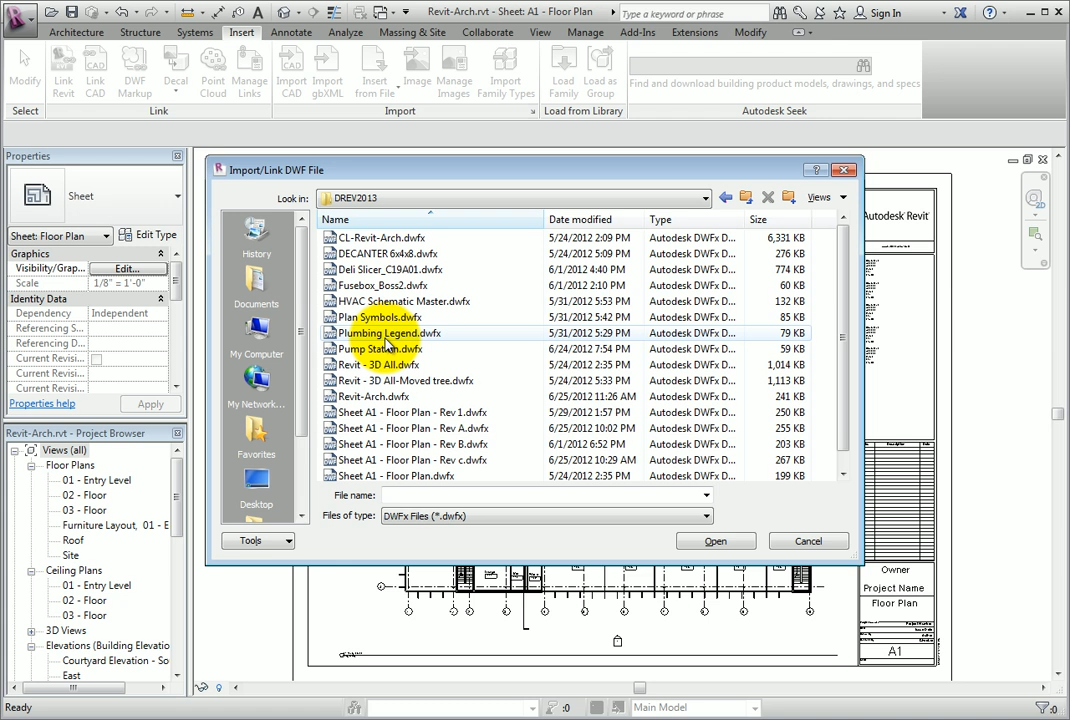 Revit-Arch.rvt - Sheet: A1 - Floor Plan
Type a keyword or phrase
Sign In
Architecture Structure Systems Insert Annotate Analyze Massing & Site Collaborate View Manage Add-Ins Extensions Modify
Modify
Link Revit
Link CAD
DWF Markup
Decal
Point Cloud
Manage Links
Import CAD
Import gbXML
Insert from File
Image
Manage Images
Import Family Types
Load Family
Load as Group
Find and download building product models, drawings, and specs
Select Link Import Load from Library Autodesk Seek
Properties
Sheet
Sheet: Floor Plan Edit Type
Graphics
Visibility/Grap... Edit...
Scale 1/8" = 1'-0"
Identity Data
Dependency Independent
Referencing S...
Referencing D...
Current Revisi...
Current Revisi...
Current Revisi...
Properties help Apply
Revit-Arch.rvt - Project Browser
Views (all)
Floor Plans
01 - Entry Level
02 - Floor
03 - Floor
Furniture Layout, 01 - E
Roof
Site
Ceiling Plans
01 - Entry Level
02 - Floor
03 - Floor
3D Views
Elevations (Building Elevatio
Courtyard Elevation - So
East
Import/Link DWF File
Look in: DREV2013 Views
History
Documents
My Computer
My Network...
Favorites
Desktop
Name Date modified Type Size
CL-Revit-Arch.dwfx 5/24/2012 2:09 PM Autodesk DWFx D... 6,331 KB
DECANTER 6x4x8.dwfx 5/24/2012 5:09 PM Autodesk DWFx D... 276 KB
Deli Slicer_C19A01.dwfx 6/1/2012 4:40 PM Autodesk DWFx D... 774 KB
Fusebox_Boss2.dwfx 6/1/2012 2:10 PM Autodesk DWFx D... 60 KB
HVAC Schematic Master.dwfx 5/31/2012 5:53 PM Autodesk DWFx D... 132 KB
Plan Symbols.dwfx 5/31/2012 5:42 PM Autodesk DWFx D... 85 KB
Plumbing Legend.dwfx 5/31/2012 5:29 PM Autodesk DWFx D... 79 KB
Pump Station.dwfx 6/24/2012 7:54 PM Autodesk DWFx D... 59 KB
Revit - 3D All.dwfx 5/24/2012 2:35 PM Autodesk DWFx D... 1,014 KB
Revit - 3D All-Moved tree.dwfx 5/24/2012 5:33 PM Autodesk DWFx D... 1,113 KB
Revit-Arch.dwfx 6/25/2012 11:26 AM Autodesk DWFx D... 241 KB
Sheet A1 - Floor Plan - Rev 1.dwfx 5/29/2012 1:57 PM Autodesk DWFx D... 250 KB
Sheet A1 - Floor Plan - Rev A.dwfx 6/25/2012 10:02 PM Autodesk DWFx D... 255 KB
Sheet A1 - Floor Plan - Rev B.dwfx 6/1/2012 6:52 PM Autodesk DWFx D... 203 KB
Sheet A1 - Floor Plan - Rev c.dwfx 6/25/2012 10:29 AM Autodesk DWFx D... 267 KB
Sheet A1 - Floor Plan.dwfx 5/24/2012 2:35 PM Autodesk DWFx D... 199 KB
File name:
Files of type: DWFx Files (*.dwfx)
Tools Open Cancel
Autodesk Revit
Owner
Project Name
Floor Plan
A1
Ready :0 Main Model :0